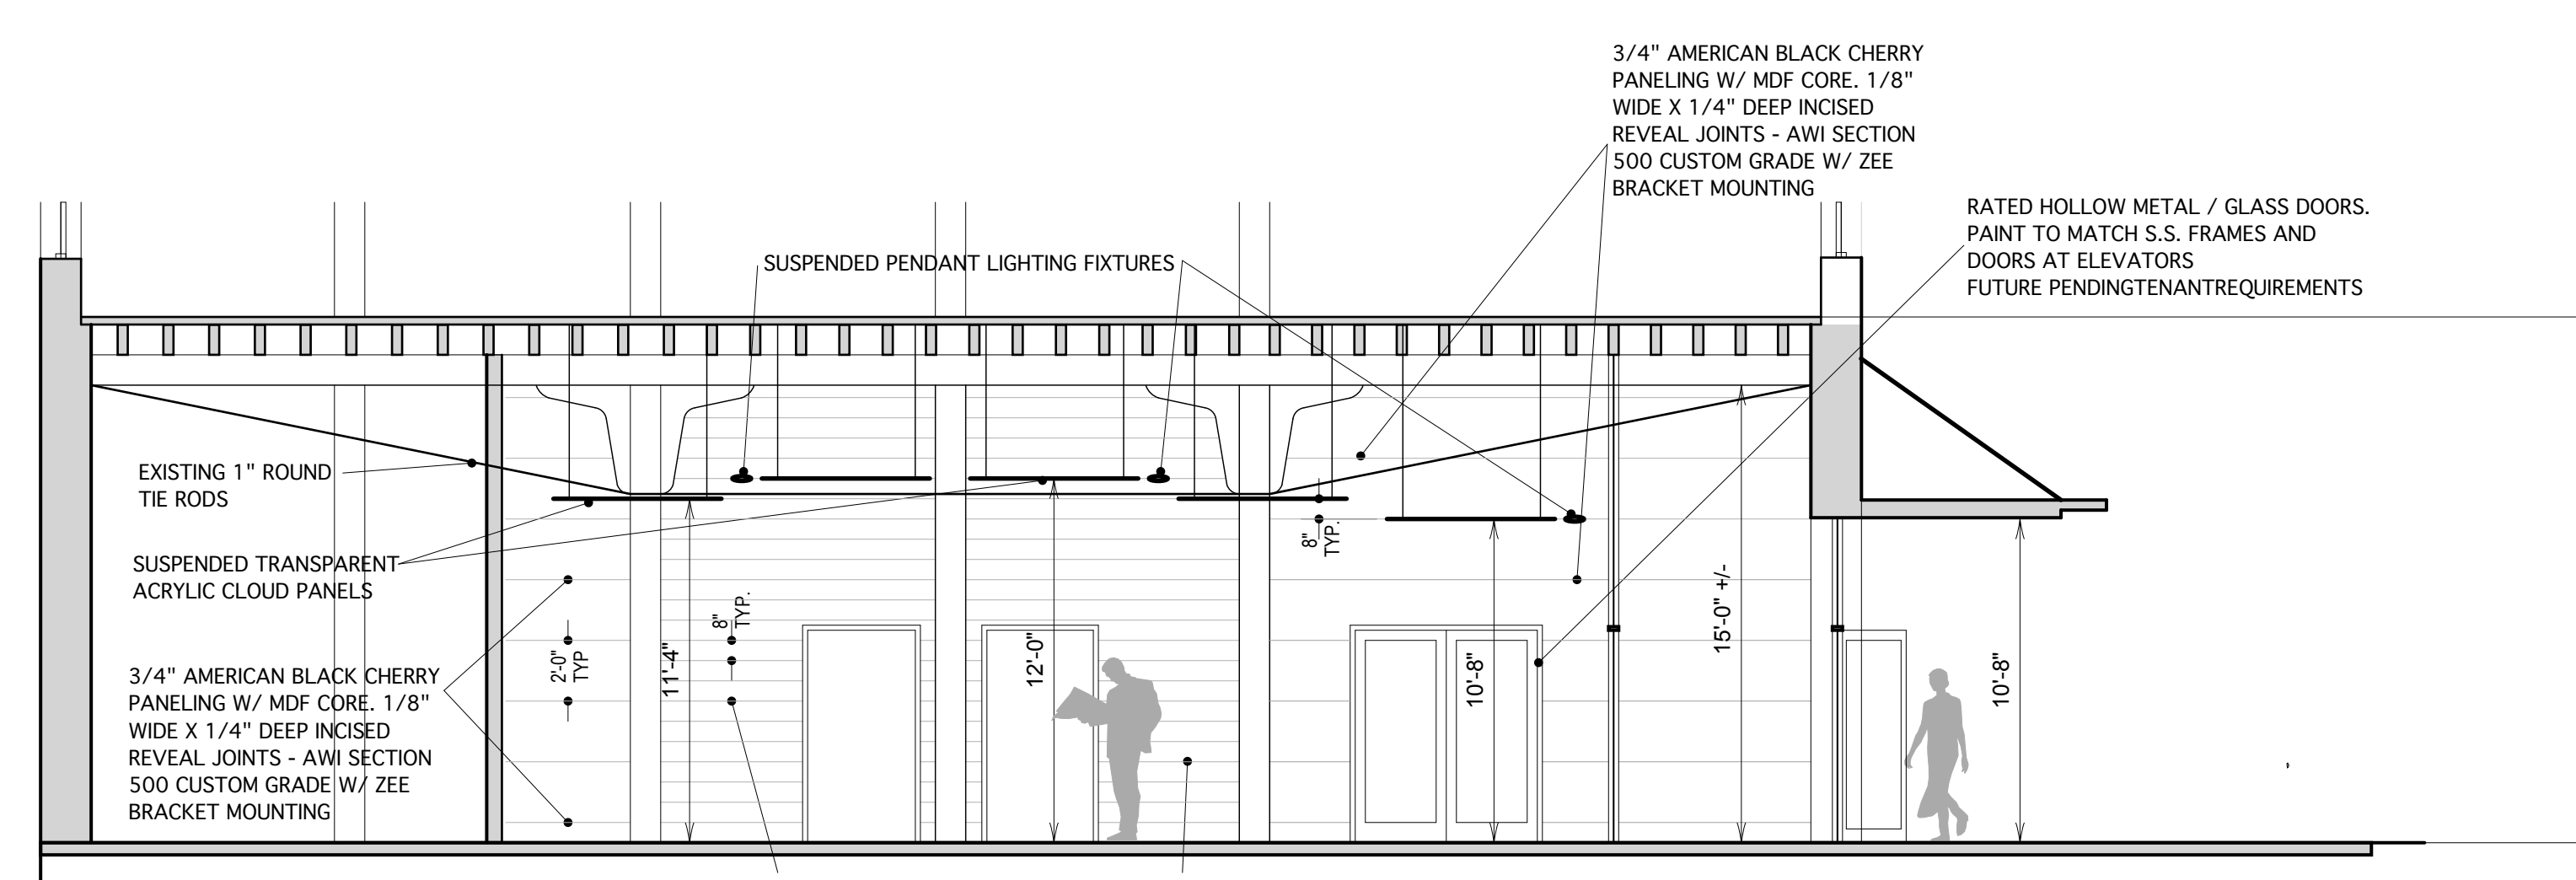 3/4" AMERICAN BLACK CHERRY
PANELING W/ MDF CORE. 1/8"
WIDE X 1/4" DEEP INCISED
REVEAL JOINTS - AWI SECTION
500 CUSTOM GRADE W/ ZEE
BRACKET MOUNTING
RATED HOLLOW METAL / GLASS DOORS.
PAINT TO MATCH S.S. FRAMES AND
DOORS AT ELEVATORS
FUTURE PENDINGTENANTREQUIREMENTS
SUSPENDED PENDANT LIGHTING FIXTURES
EXISTING 1" ROUND
TIE RODS
SUSPENDED TRANSPARENT
ACRYLIC CLOUD PANELS
3/4" AMERICAN BLACK CHERRY
PANELING W/ MDF CORE. 1/8"
WIDE X 1/4" DEEP INCISED
REVEAL JOINTS - AWI SECTION
500 CUSTOM GRADE W/ ZEE
BRACKET MOUNTING
2'-0"
TYP
11'-4"
8"
TYP.
12'-0"
8"
TYP.
10'-8"
15'-0" +/-
10'-8"